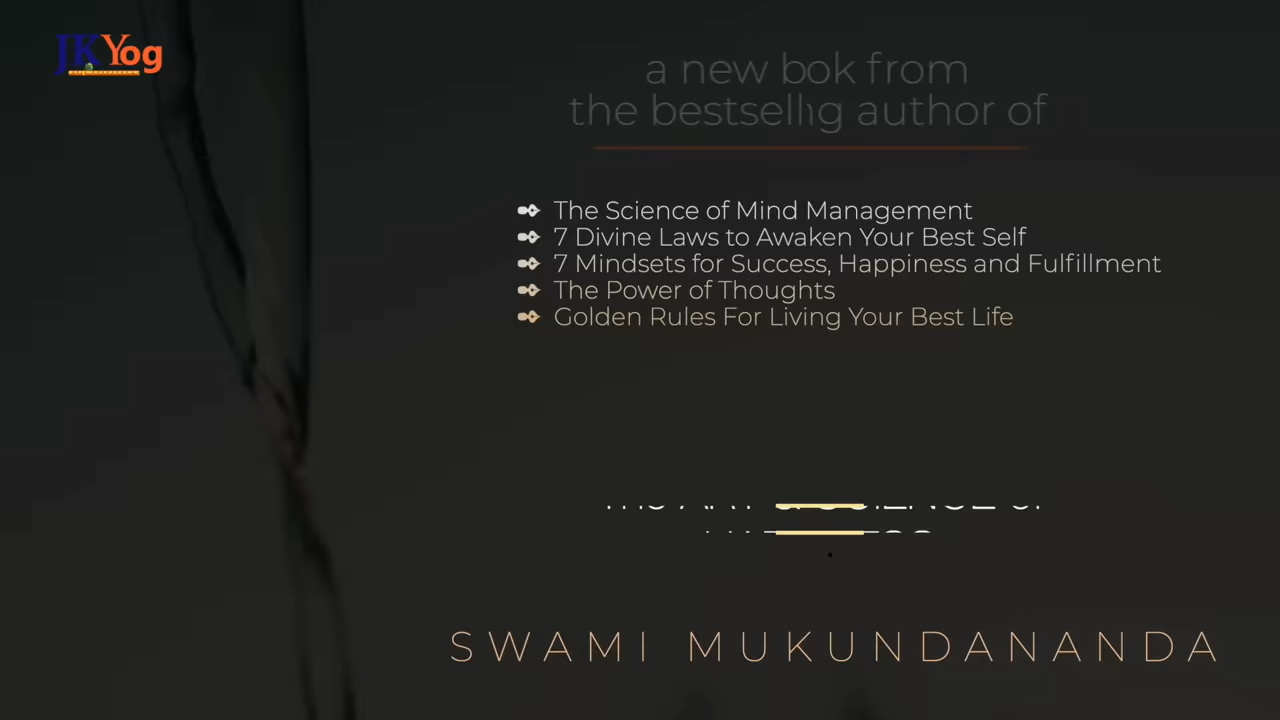 JKYog
a new bok from
the bestsellıg author of
The Science of Mind Management
7 Divine Laws to Awaken Your Best Self
7 Mindsets for Success, Happiness and Fulfillment
The Power of Thoughts
Golden Rules For Living Your Best Life
SWAMI MUKUNDANANDA